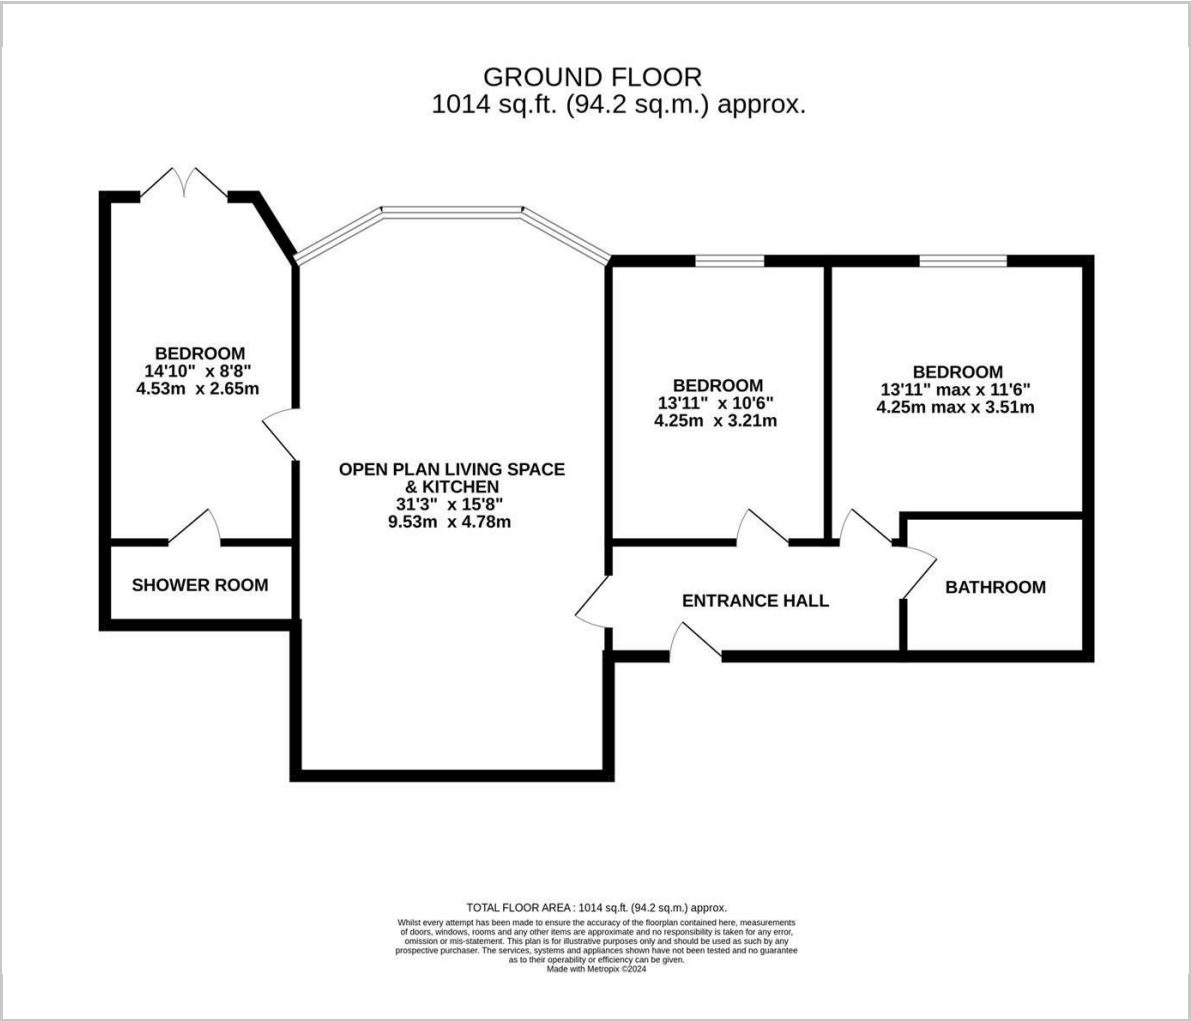 GROUND FLOOR
1014 sq.ft. (94.2 sq.m.) approx.
BEDROOM
14'10" x 8'8"
4.53m x 2.65m
BEDROOM
13'11" x 10'6"
4.25m x 3.21m
BEDROOM
13'11" max x 11'6"
4.25m max x 3.51m
OPEN PLAN LIVING SPACE
& KITCHEN
31'3" x 15'8"
9.53m x 4.78m
SHOWER ROOM
ENTRANCE HALL
BATHROOM
TOTAL FLOOR AREA : 1014 sq.ft. (94.2 sq.m.) approx.
Whilst every attempt has been made to ensure the accuracy of the floorplan contained here, measurements
of doors, windows, rooms and any other items are approximate and no responsibility is taken for any error,
omission or mis-statement. This plan is for illustrative purposes only and should be used as such by any
prospective purchaser. The services, systems and appliances shown have not been tested and no guarantee
as to their operability or efficiency can be given.
Made with Metropix ©2024